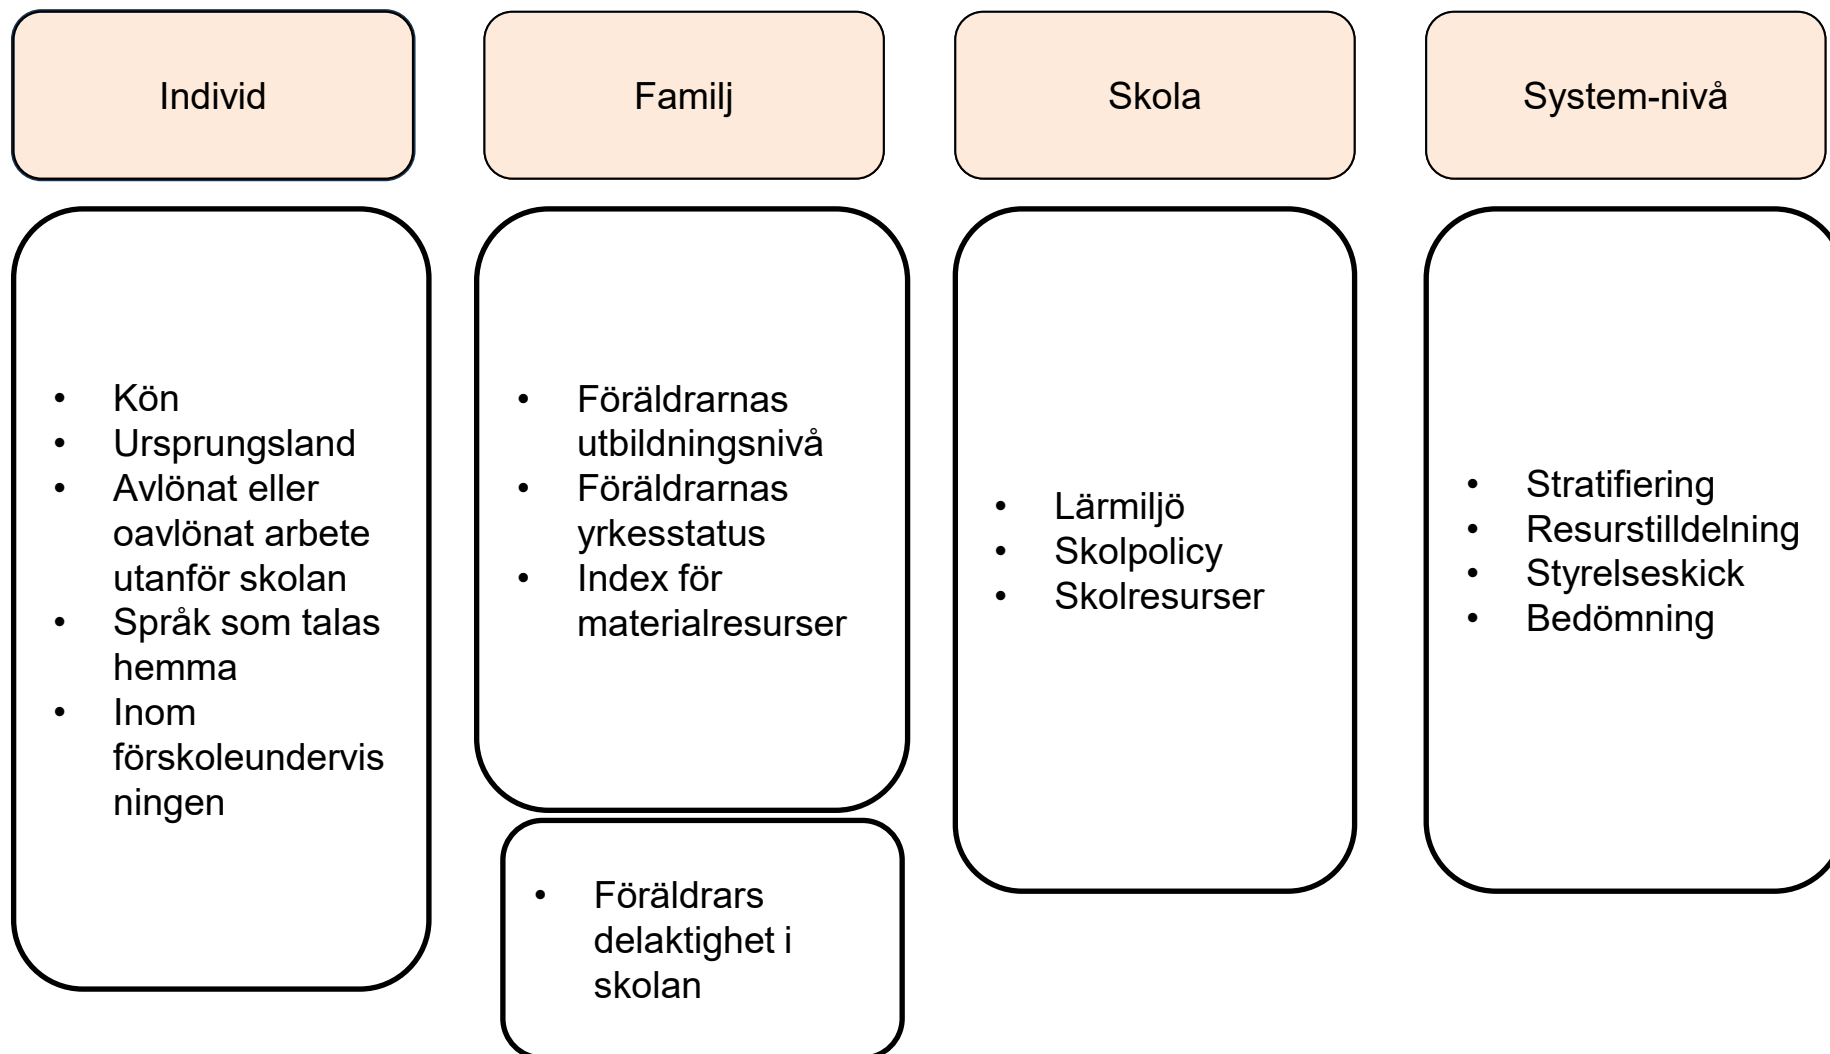 Individ
Familj
Skola
System-nivå
• Kön
• Ursprungsland
• Avlönat eller
oavlönat arbete
utanför skolan
• Språk som talas
hemma
• Inom
förskoleundervis
ningen
• Föräldrarnas
utbildningsnivå
• Föräldrarnas
yrkesstatus
• Index för
materialresurser
• Föräldrars
delaktighet i
skolan
• Lärmiljö
• Skolpolicy
• Skolresurser
• Stratifiering
• Resurstilldelning
• Styrelseskick
• Bedömning